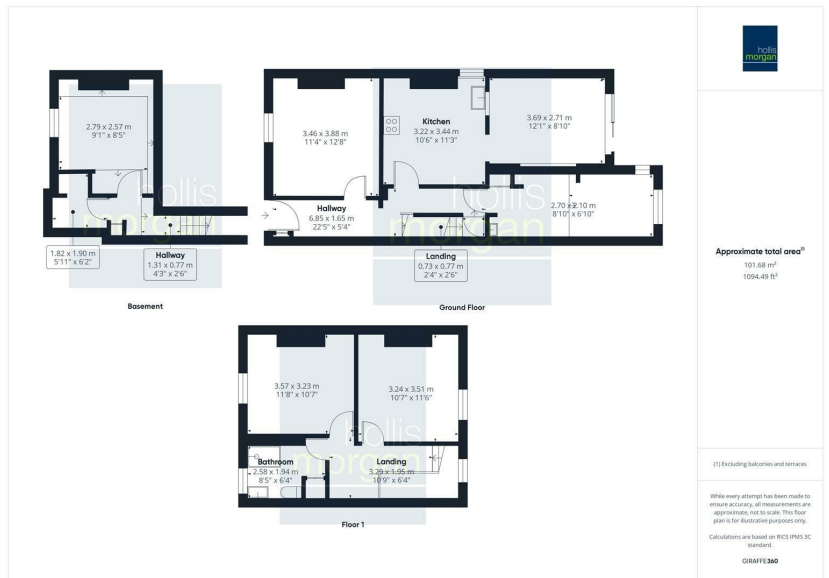 2.79 x 2.57 m
9'1" x 8'5"
1.82 x 1.90 m
5'11" x 6'2"
Hallway
1.31 x 0.77 m
4'3" x 2'6"
hollis
morgan
Basement
3.46 x 3.88 m
11'4" x 12'8"
Kitchen
3.22 x 3.44 m
10'6" x 11'3"
3.69 x 2.71 m
12'1" x 8'10"
Hallway
6.85 x 1.65 m
22'5" x 5'4"
2.70 x 2.10 m
8'10" x 6'10"
Landing
0.73 x 0.77 m
2'4" x 2'6"
hollis
morgan
Ground Floor
3.57 x 3.23 m
11'8" x 10'7"
3.24 x 3.51 m
10'7" x 11'6"
Bathroom
2.58 x 1.94 m
8'5" x 6'4"
Landing
3.29 x 1.95 m
10'9" x 6'4"
hollis
morgan
Floor 1
hollis
morgan
Approximate total area⁽¹⁾
101.68 m²
1094.49 ft²
(1) Excluding balconies and terraces
While every attempt has been made to
ensure accuracy, all measurements are
approximate, not to scale. This floor
plan is for illustrative purposes only.
Calculations are based on RICS IPMS 3C
standard.
GIRAFFE360